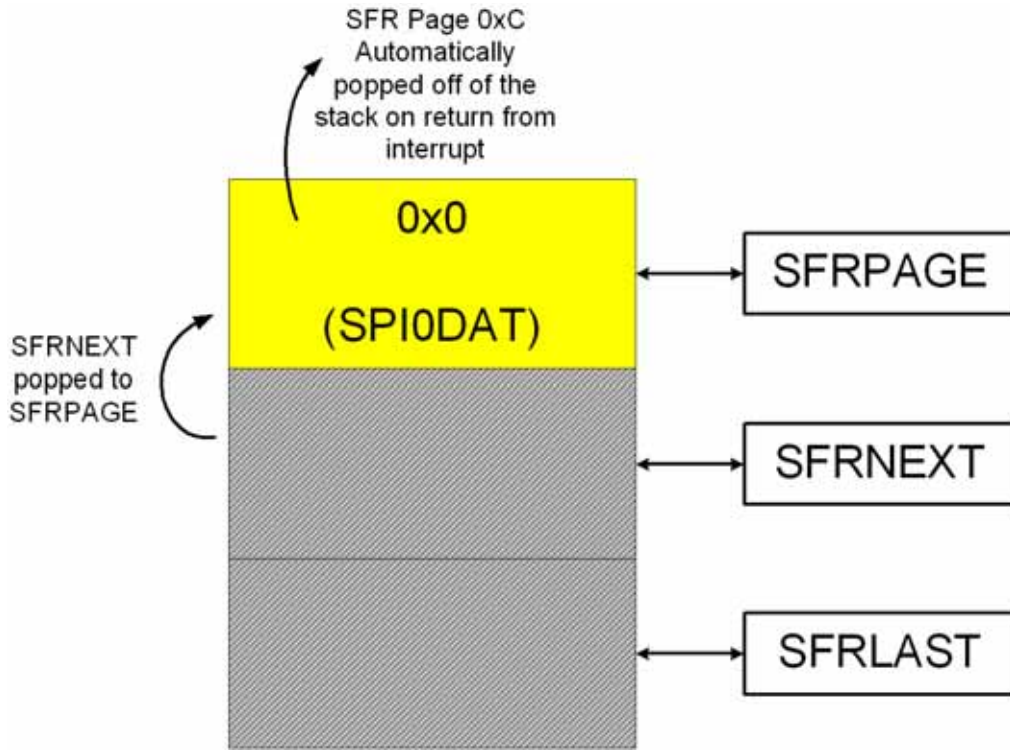 SFR Page 0xC
Automatically
popped off of the
stack on return from
interrupt
0x0
(SPI0DAT)
SFRPAGE
SFRNEXT
popped to
SFRPAGE
SFRNEXT
SFRLAST